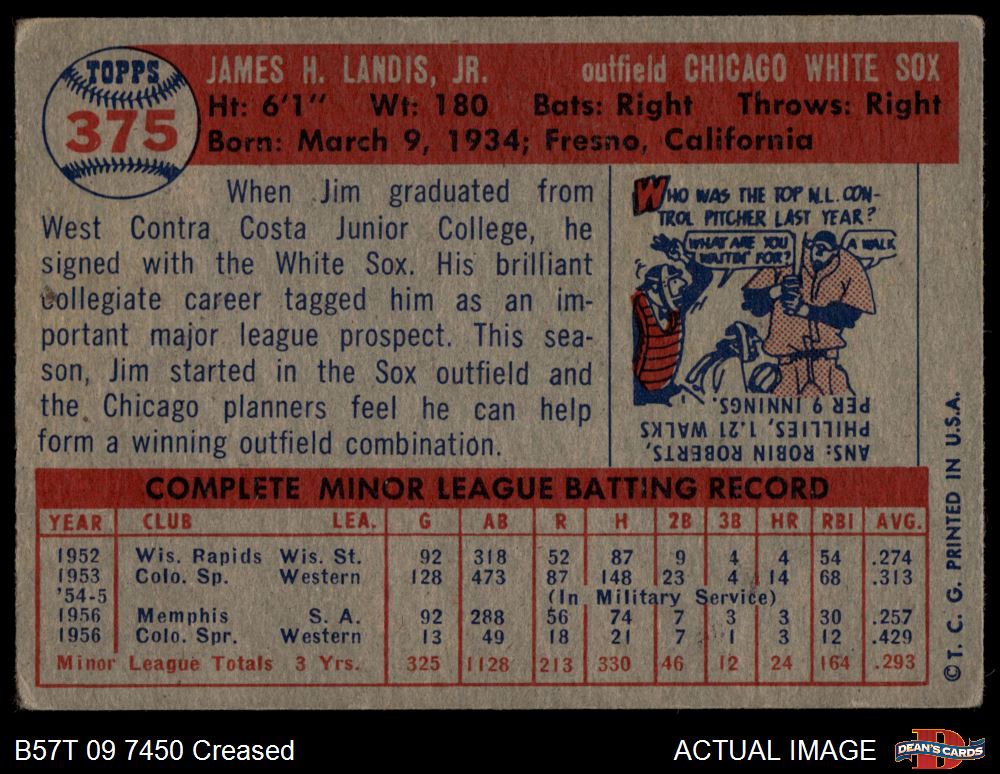 TOPPS
375
JAMES H. LANDIS, JR. outfield CHICAGO WHITE SOX
Ht: 6'1" Wt: 180 Bats: Right Throws: Right
Born: March 9, 1934; Fresno, California
When Jim graduated from
West Contra Costa Junior College, he
signed with the White Sox. His brilliant
collegiate career tagged him as an im-
portant major league prospect. This sea-
son, Jim started in the Sox outfield and
the Chicago planners feel he can help
form a winning outfield combination.
WHO WAS THE TOP N.L. CON-
TROL PITCHER LAST YEAR?
WHAT ARE YOU
WAITIN' FOR?
A WALK
ANS: ROBIN ROBERTS,
PHILLIES, 1.21 WALKS
PER 9 INNINGS.
COMPLETE MINOR LEAGUE BATTING RECORD
YEAR CLUB LEA. G AB R H 2B 3B HR RBI AVG.
1952 Wis. Rapids Wis. St. 92 318 52 87 9 4 4 54 .274
1953 Colo. Sp. Western 128 473 87 148 23 4 14 68 .313
'54-5 (In Military Service)
1956 Memphis S. A. 92 288 56 74 7 3 3 30 .257
1956 Colo. Spr. Western 13 49 18 21 7 1 3 12 .429
Minor League Totals 3 Yrs. 325 1128 213 330 46 12 24 164 .293
©T. C. G. PRINTED IN U.S.A.
B57T 09 7450 Creased
ACTUAL IMAGE
D
DEAN'S CARDS